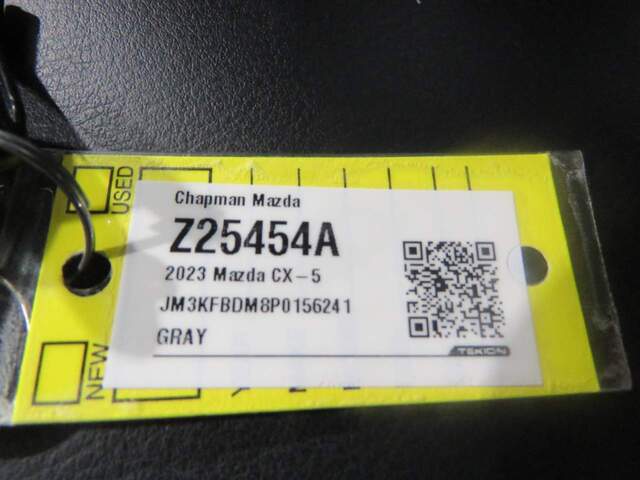 USED
NEW
Chapman Mazda
Z25454A
2023 Mazda CX-5
JM3KFBDM8P0156241
GRAY
TEKION